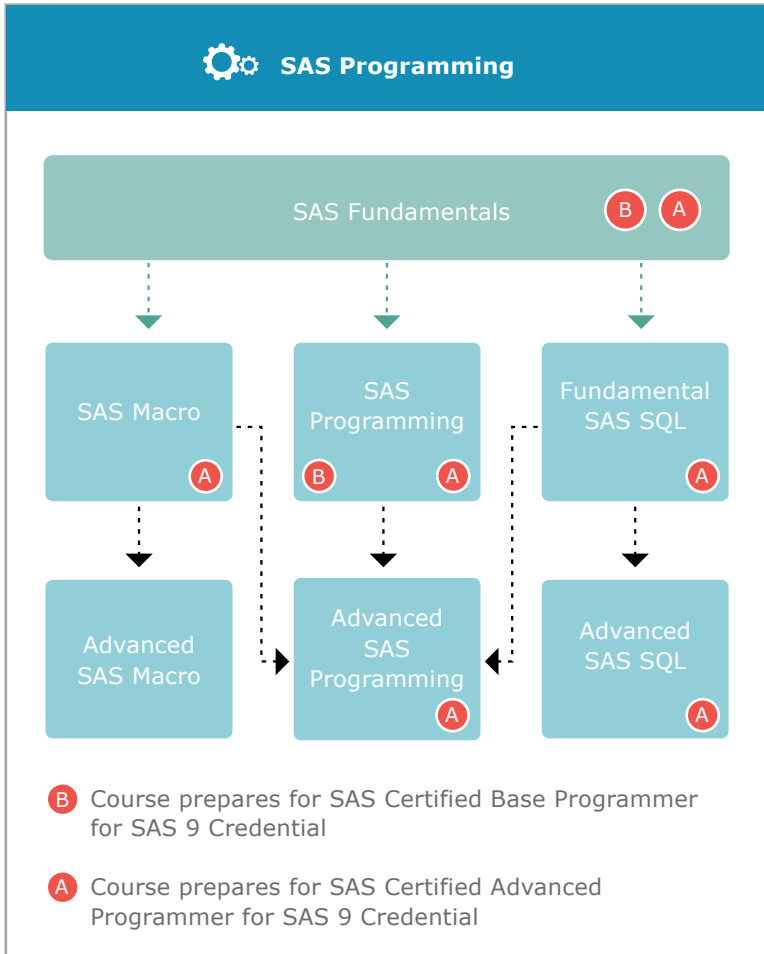 SAS Programming
SAS Fundamentals
B
A
SAS Macro
A
SAS
Programming
B
A
Fundamental
SAS SQL
A
Advanced
SAS Macro
Advanced
SAS
Programming
A
Advanced
SAS SQL
A
B Course prepares for SAS Certified Base Programmer
for SAS 9 Credential
A Course prepares for SAS Certified Advanced
Programmer for SAS 9 Credential